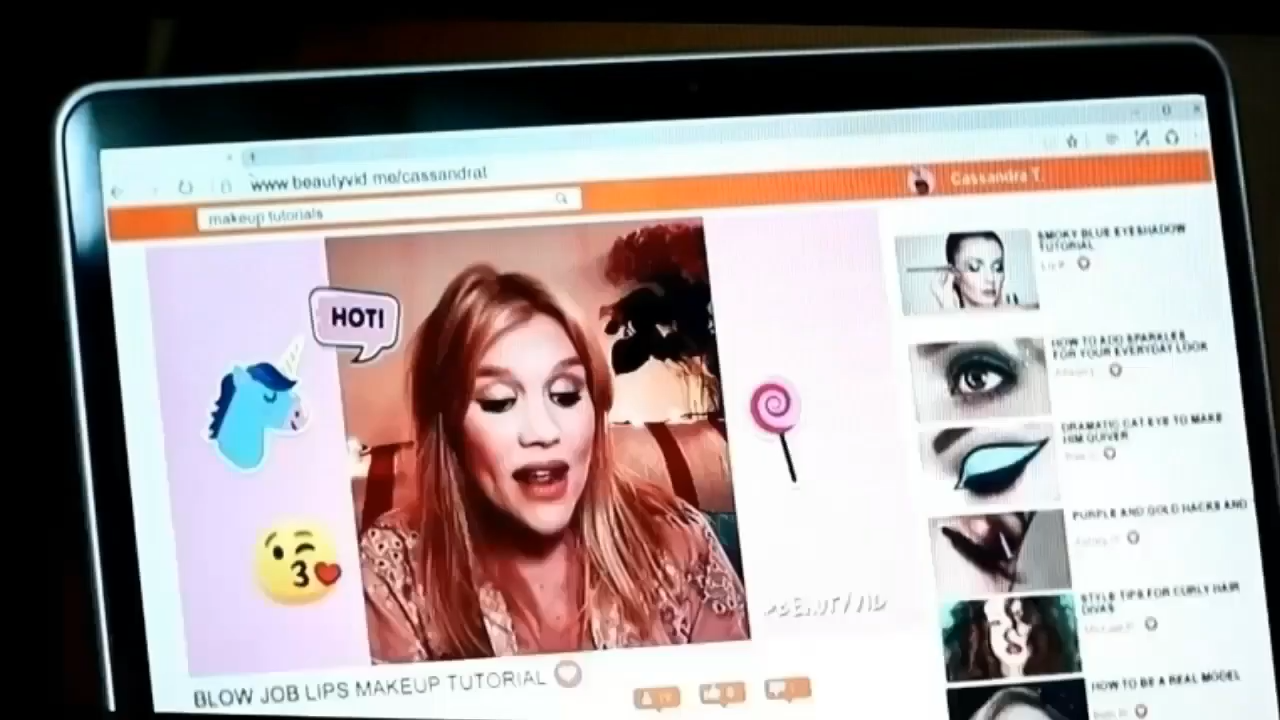 www.beautyvid.me/cassandrat
makeup tutorials
Cassandra T.
HOT!
BEAUTYVID
BLOW JOB LIPS MAKEUP TUTORIAL
SMOKY BLUE EYESHADOW
TUTORIAL
HOW TO ADD SPARKLES
FOR YOUR EVERYDAY LOOK
DRAMATIC CAT EYE TO MAKE
HIM QUIVER
PURPLE AND GOLD HACKS AND
STYLE TIPS FOR CURLY HAIR
DIVAS
HOW TO BE A REAL MODEL